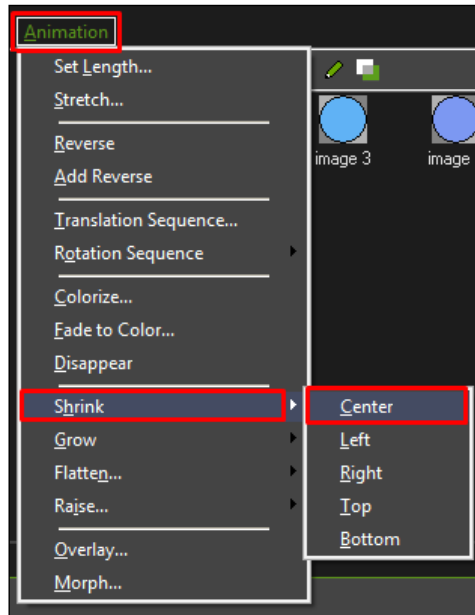 Animation
Set Length...
Stretch...
image 3
image
Reverse
Add Reverse
Translation Sequence...
Rotation Sequence
Colorize...
Fade to Color...
Disappear
Shrink
Center
Grow
Left
Flatten...
Right
Raise...
Top
Overlay...
Bottom
Morph...